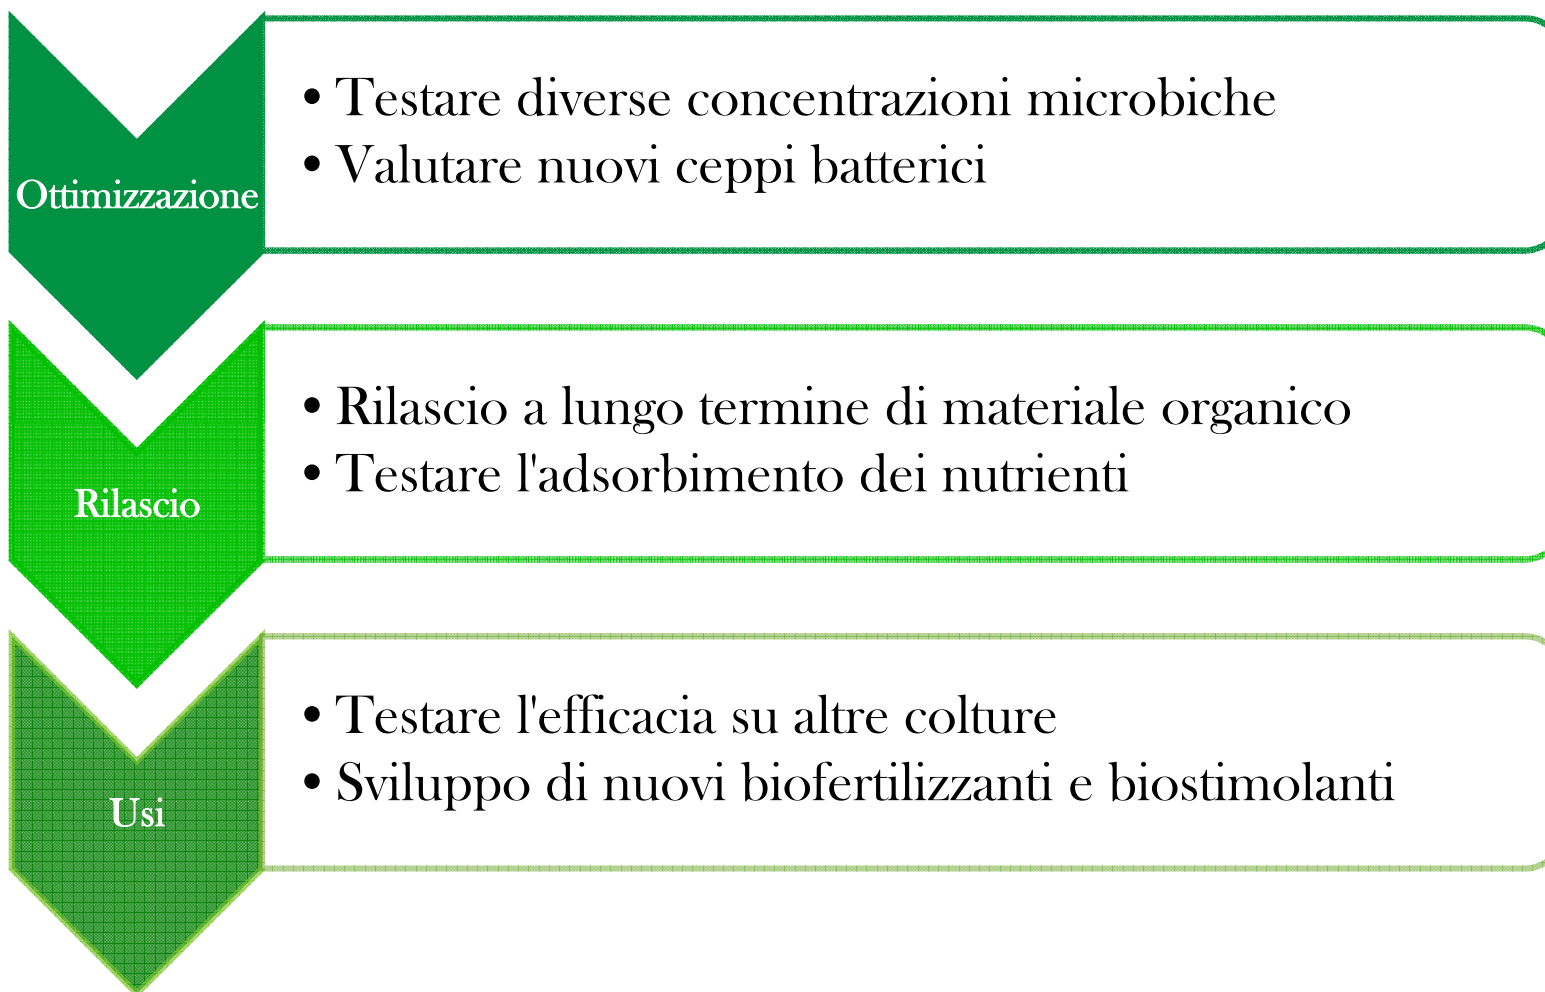 Ottimizzazione
• Testare diverse concentrazioni microbiche
• Valutare nuovi ceppi batterici
Rilascio
• Rilascio a lungo termine di materiale organico
• Testare l'adsorbimento dei nutrienti
Usi
• Testare l'efficacia su altre colture
• Sviluppo di nuovi biofertilizzanti e biostimolanti